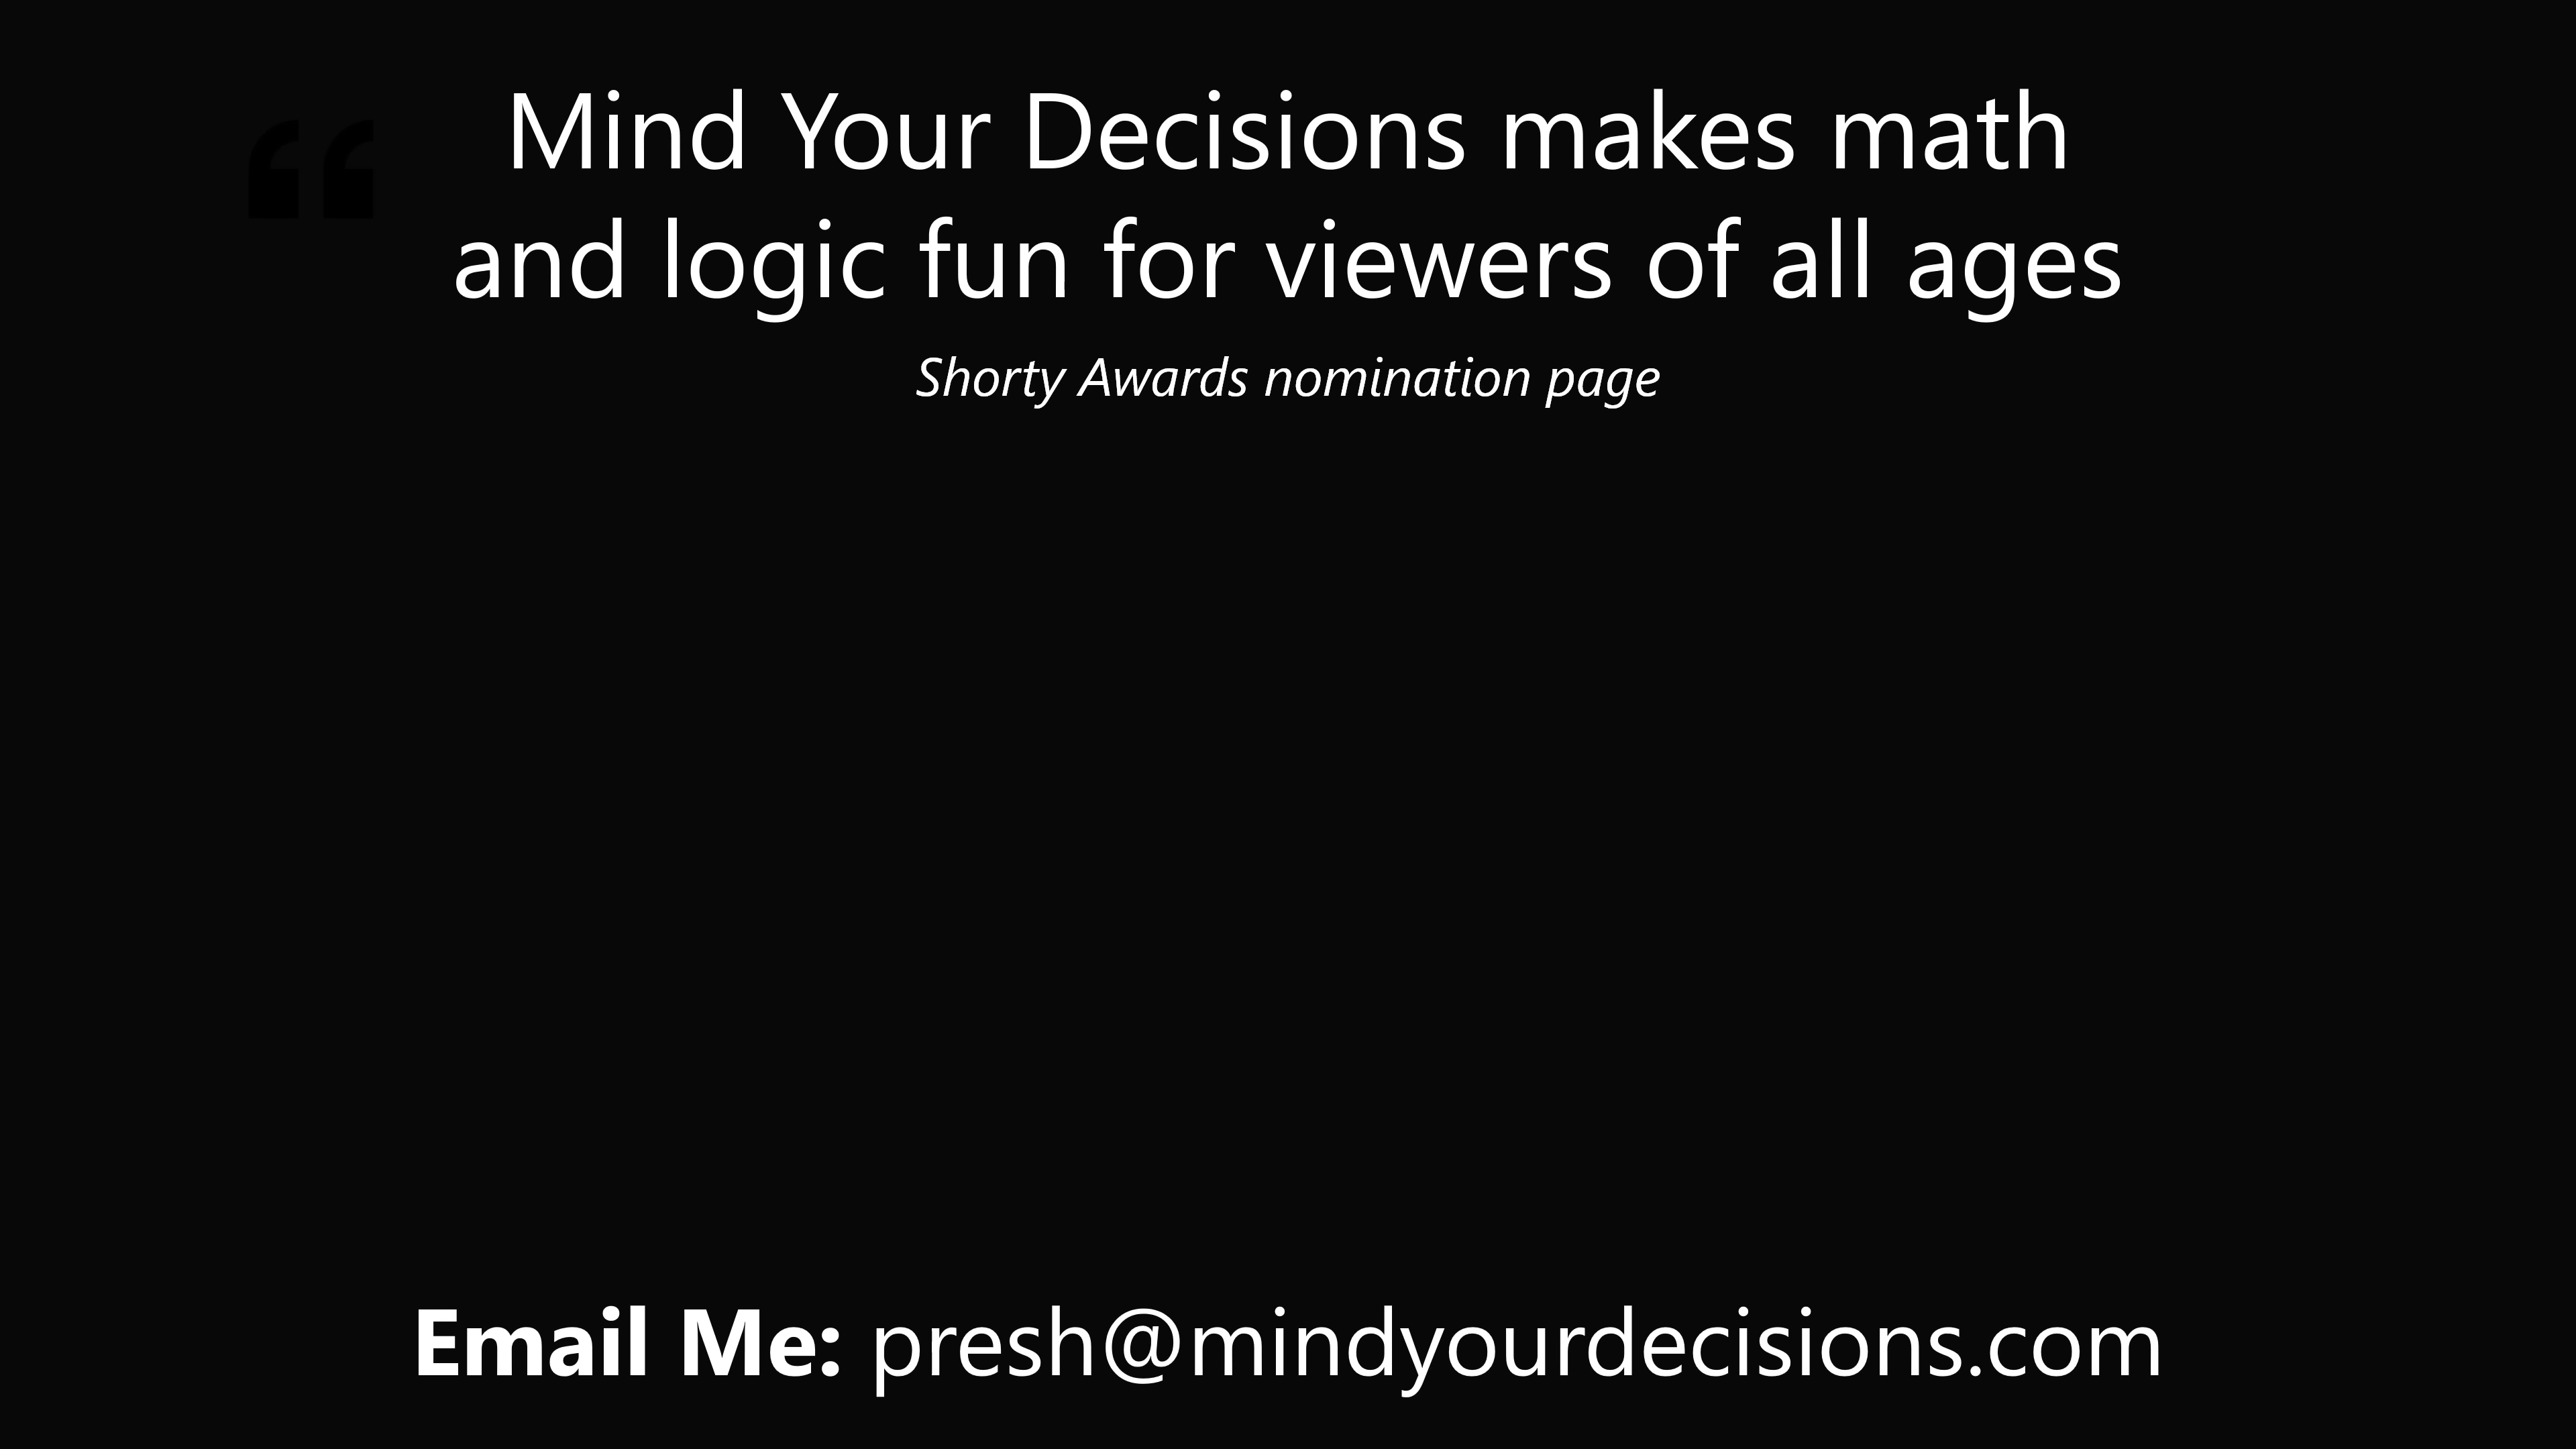 “
Mind Your Decisions makes math
and logic fun for viewers of all ages
Shorty Awards nomination page
Email Me: presh@mindyourdecisions.com